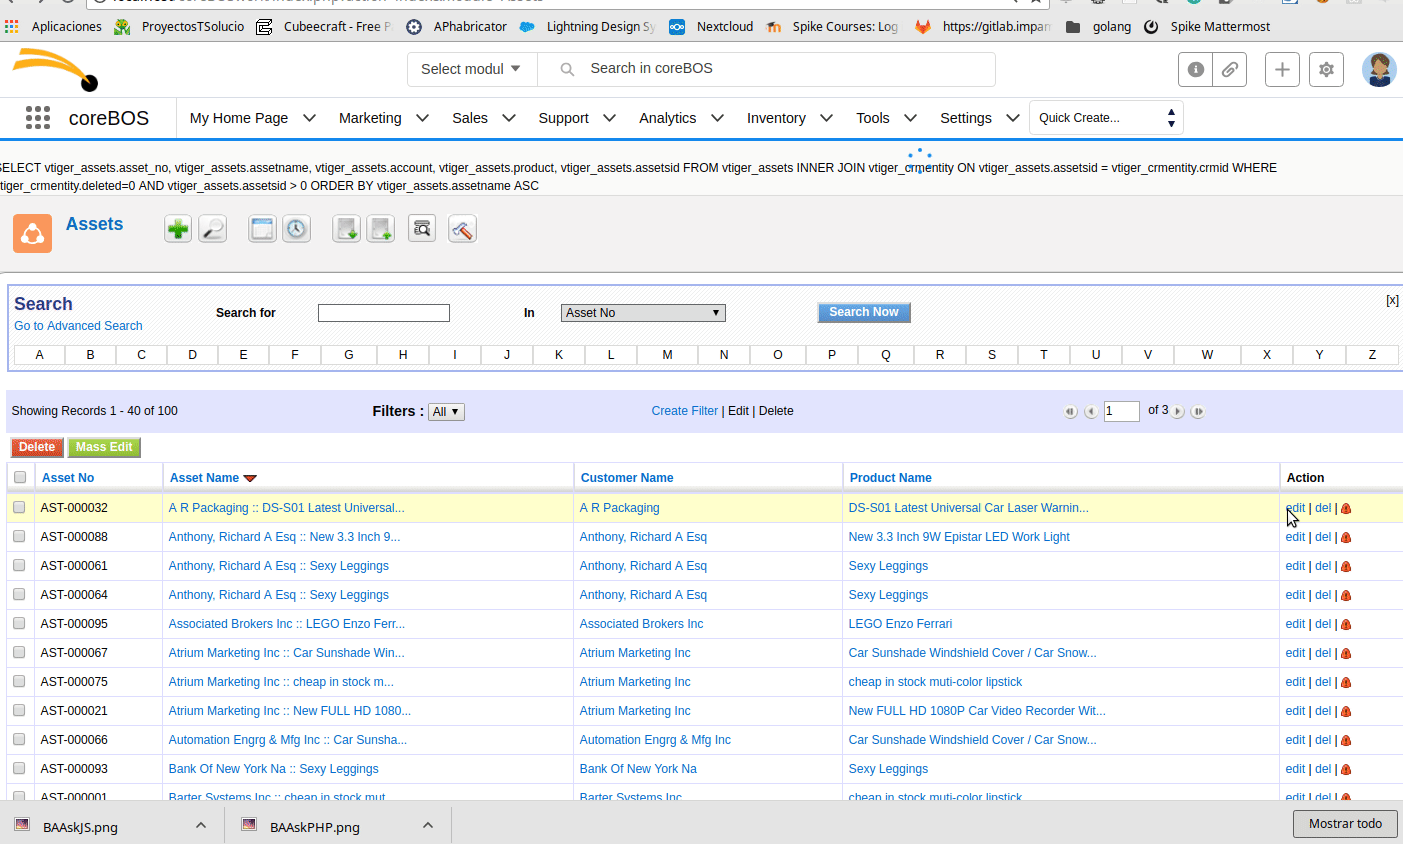 Aplicaciones ProyectosTSolucio Cubeecraft - Free P APhabricator Lightning Design Sy Nextcloud Spike Courses: Log https://gitlab.impan golang Spike Mattermost
Select modul Search in coreBOS
coreBOS My Home Page Marketing Sales Support Analytics Inventory Tools Settings Quick Create...
SELECT vtiger_assets.asset_no, vtiger_assets.assetname, vtiger_assets.account, vtiger_assets.product, vtiger_assets.assetsid FROM vtiger_assets INNER JOIN vtiger_crmentity ON vtiger_assets.assetsid = vtiger_crmentity.crmid WHERE
tiger_crmentity.deleted=0 AND vtiger_assets.assetsid > 0 ORDER BY vtiger_assets.assetname ASC
Assets
Search [x]
Go to Advanced Search Search for In Asset No Search Now
A B C D E F G H I J K L M N O P Q R S T U V W X Y Z
Showing Records 1 - 40 of 100 Filters : All Create Filter | Edit | Delete 1 of 3
Delete Mass Edit
Asset No Asset Name Customer Name Product Name Action
AST-000032 A R Packaging :: DS-S01 Latest Universal... A R Packaging DS-S01 Latest Universal Car Laser Warnin... edit | del |
AST-000088 Anthony, Richard A Esq :: New 3.3 Inch 9... Anthony, Richard A Esq New 3.3 Inch 9W Epistar LED Work Light edit | del |
AST-000061 Anthony, Richard A Esq :: Sexy Leggings Anthony, Richard A Esq Sexy Leggings edit | del |
AST-000064 Anthony, Richard A Esq :: Sexy Leggings Anthony, Richard A Esq Sexy Leggings edit | del |
AST-000095 Associated Brokers Inc :: LEGO Enzo Ferr... Associated Brokers Inc LEGO Enzo Ferrari edit | del |
AST-000067 Atrium Marketing Inc :: Car Sunshade Win... Atrium Marketing Inc Car Sunshade Windshield Cover / Car Snow... edit | del |
AST-000075 Atrium Marketing Inc :: cheap in stock m... Atrium Marketing Inc cheap in stock muti-color lipstick edit | del |
AST-000021 Atrium Marketing Inc :: New FULL HD 1080... Atrium Marketing Inc New FULL HD 1080P Car Video Recorder Wit... edit | del |
AST-000066 Automation Engrg & Mfg Inc :: Car Sunsha... Automation Engrg & Mfg Inc Car Sunshade Windshield Cover / Car Snow... edit | del |
AST-000093 Bank Of New York Na :: Sexy Leggings Bank Of New York Na Sexy Leggings edit | del |
AST-000001 Barter Systems Inc :: cheap in stock mut... Barter Systems Inc cheap in stock muti-color lipstick edit | del |
BAAskJS.png BAAskPHP.png Mostrar todo